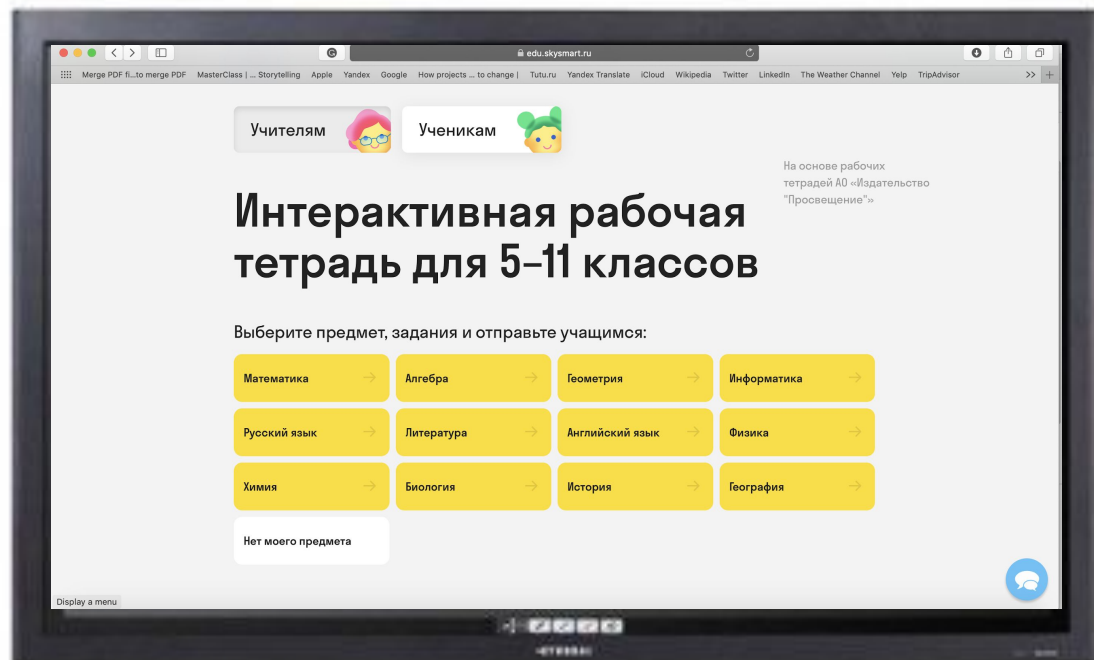 edu.skysmart.ru
Merge PDF fi...to merge PDF MasterClass | ... Storytelling Apple Yandex Google How projects ... to change | Tutu.ru Yandex Translate iCloud Wikipedia Twitter LinkedIn The Weather Channel Yelp TripAdvisor >> +
Учителям Ученикам
На основе рабочих
тетрадей АО «Издательство
"Просвещение"»
Интерактивная рабочая
тетрадь для 5–11 классов
Выберите предмет, задания и отправьте учащимся:
Математика → Алгебра → Геометрия → Информатика →
Русский язык → Литература → Английский язык → Физика →
Химия → Биология → История → География →
Нет моего предмета
Display a menu